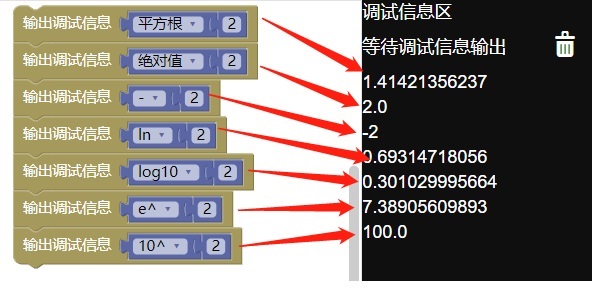 输出调试信息 平方根 2
输出调试信息 绝对值 2
输出调试信息 - 2
输出调试信息 ln 2
输出调试信息 log10 2
输出调试信息 e^ 2
输出调试信息 10^ 2
调试信息区
等待调试信息输出
1.41421356237
2.0
-2
0.69314718056
0.301029995664
7.38905609893
100.0